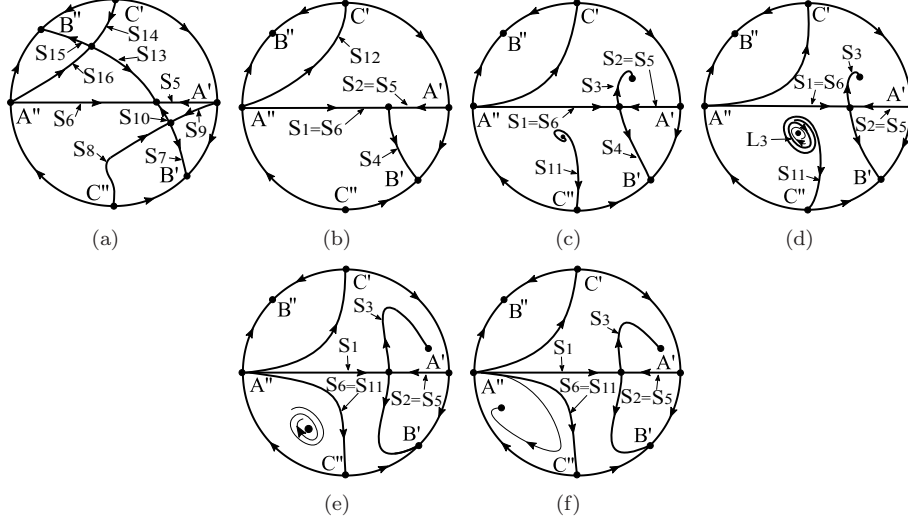 C'
B"
S14
S15
S13
S16
S5
A'
A"
S6
S10
S9
S8
S7
B'
C"
(a)
C'
B"
S12
S2=S5
A"
S1=S6
A'
S4
B'
C"
(b)
C'
B"
S2=S5
S3
A"
S1=S6
A'
S4
S11
B'
C"
(c)
C'
B"
S3
S1=S6
A"
A'
S2=S5
L3
S11
B'
C"
(d)
C'
B"
S3
S1
A'
A"
S6=S11
S2=S5
B'
C"
(e)
C'
B"
S3
S1
A'
A"
S6=S11
S2=S5
B'
C"
(f)